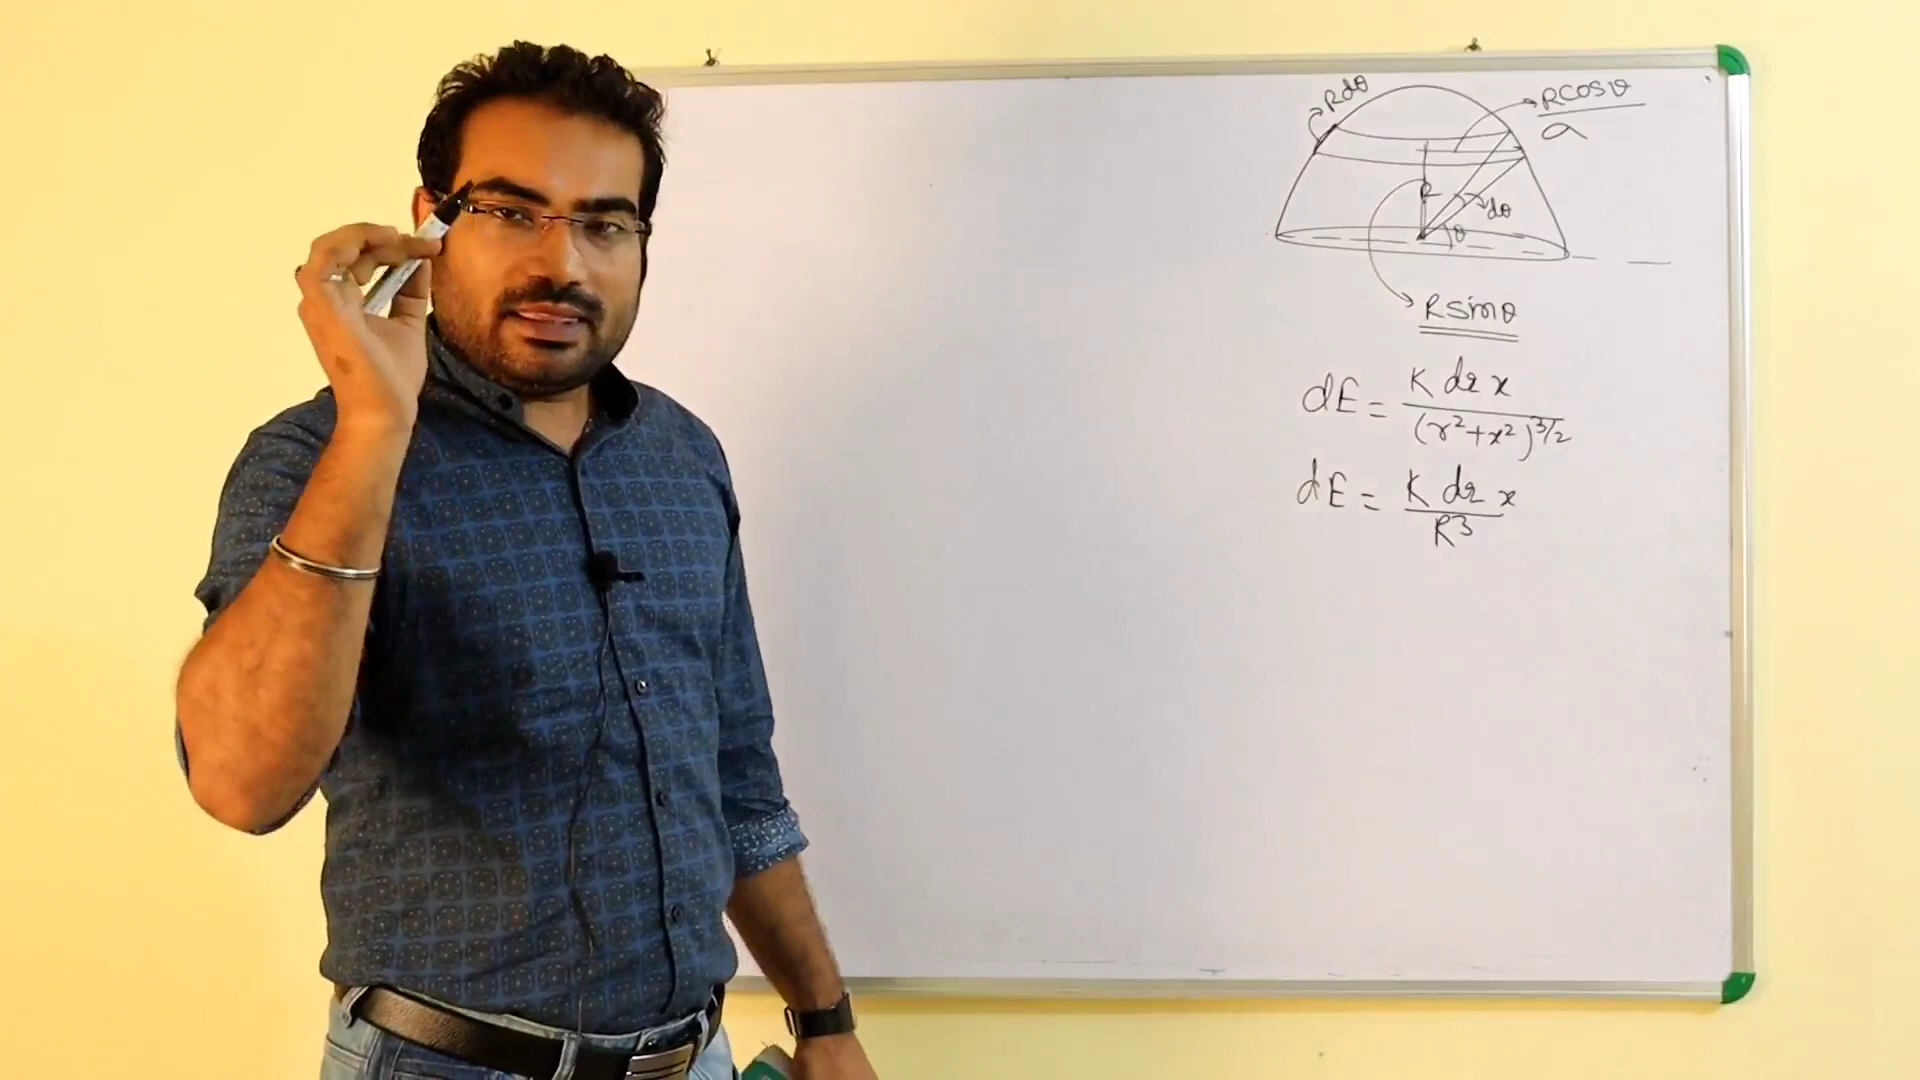 Rdθ
Rcosθ
r
R
dθ
θ
Rsinθ
dE = K dq x / (r²+x²)^3/2
dE = K dq x / R³